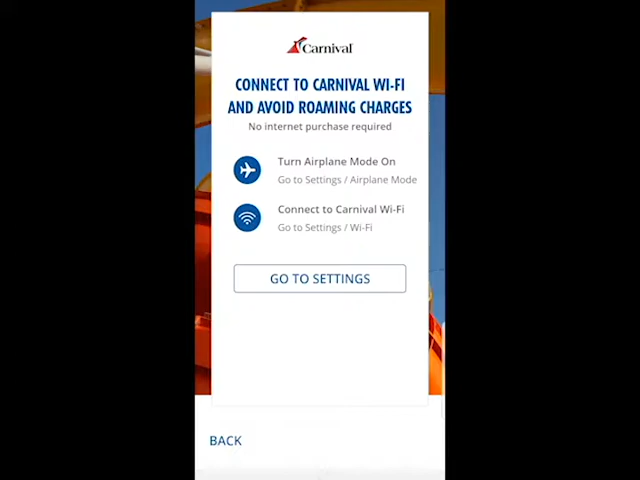 Carnival
CONNECT TO CARNIVAL WI-FI
AND AVOID ROAMING CHARGES
No internet purchase required
Turn Airplane Mode On
Go to Settings / Airplane Mode
Connect to Carnival Wi-Fi
Go to Settings / Wi-Fi
GO TO SETTINGS
BACK